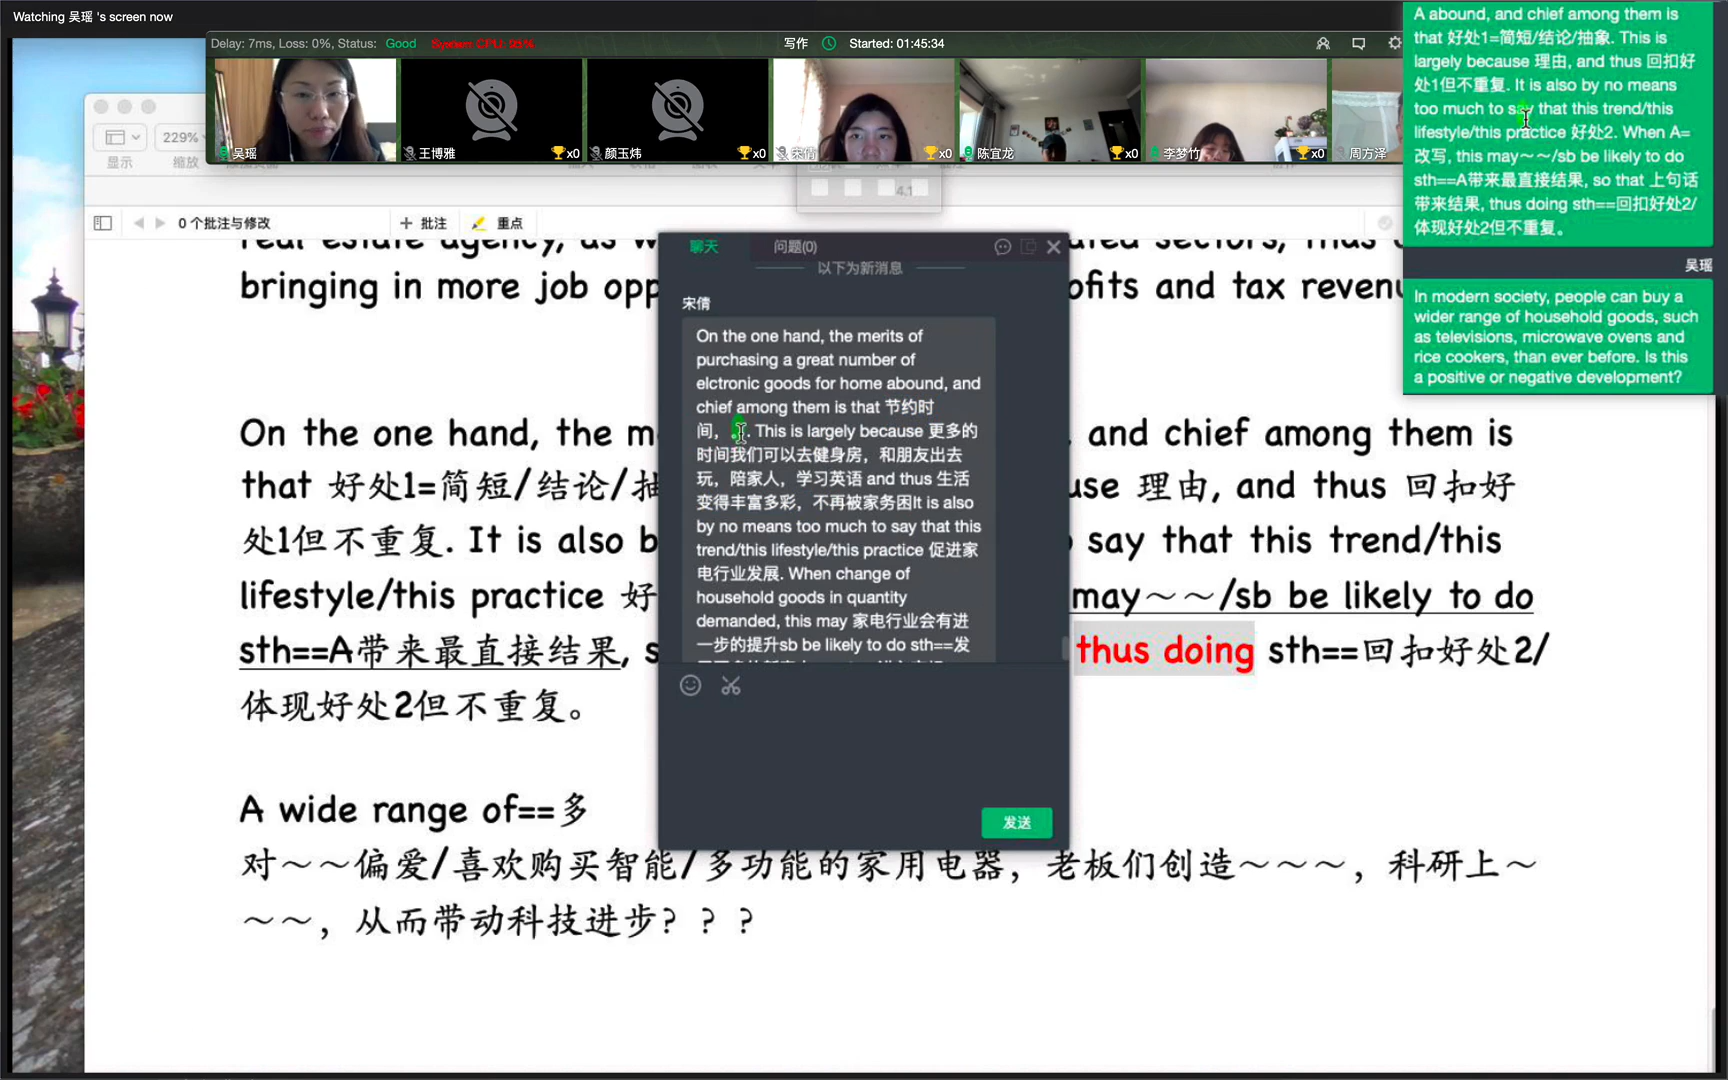 Watching 吴瑶 's screen now
Delay: 7ms, Loss: 0%, Status: Good System CPU: 95%
写作 Started: 01:45:34
吴瑶
王博雅 x0
颜玉炜 x0
宋倩 x0
陈宜龙 x0
李梦竹 x0
周方泽
229%
显示
缩放
4.1
0 个批注与修改
批注
重点
bringing in more job opp
ofits and tax revenu
On the one hand, the m
and chief among them is
that 好处1=简短/结论/抽
use 理由, and thus 回扣好
处1但不重复. It is also b
say that this trend/this
lifestyle/this practice 好
may～～/sb be likely to do
sth==A带来最直接结果, s
thus doing sth==回扣好处2/
体现好处2但不重复。
A wide range of==多
对～～偏爱/喜欢购买智能/多功能的家用电器，老板们创造～～～，科研上～
～～，从而带动科技进步？？？
聊天
问题(0)
以下为新消息
宋倩
On the one hand, the merits of
purchasing a great number of
elctronic goods for home abound, and
chief among them is that 节约时
间，. This is largely because 更多的
时间我们可以去健身房，和朋友出去
玩，陪家人，学习英语 and thus 生活
变得丰富多彩，不再被家务困It is also
by no means too much to say that this
trend/this lifestyle/this practice 促进家
电行业发展. When change of
household goods in quantity
demanded, this may 家电行业会有进
一步的提升sb be likely to do sth==发
发送
A abound, and chief among them is
that 好处1=简短/结论/抽象. This is
largely because 理由, and thus 回扣好
处1但不重复. It is also by no means
too much to say that this trend/this
lifestyle/this practice 好处2. When A=
改写, this may～～/sb be likely to do
sth==A带来最直接结果, so that 上句话
带来结果, thus doing sth==回扣好处2/
体现好处2但不重复。
吴瑶
In modern society, people can buy a
wider range of household goods, such
as televisions, microwave ovens and
rice cookers, than ever before. Is this
a positive or negative development?